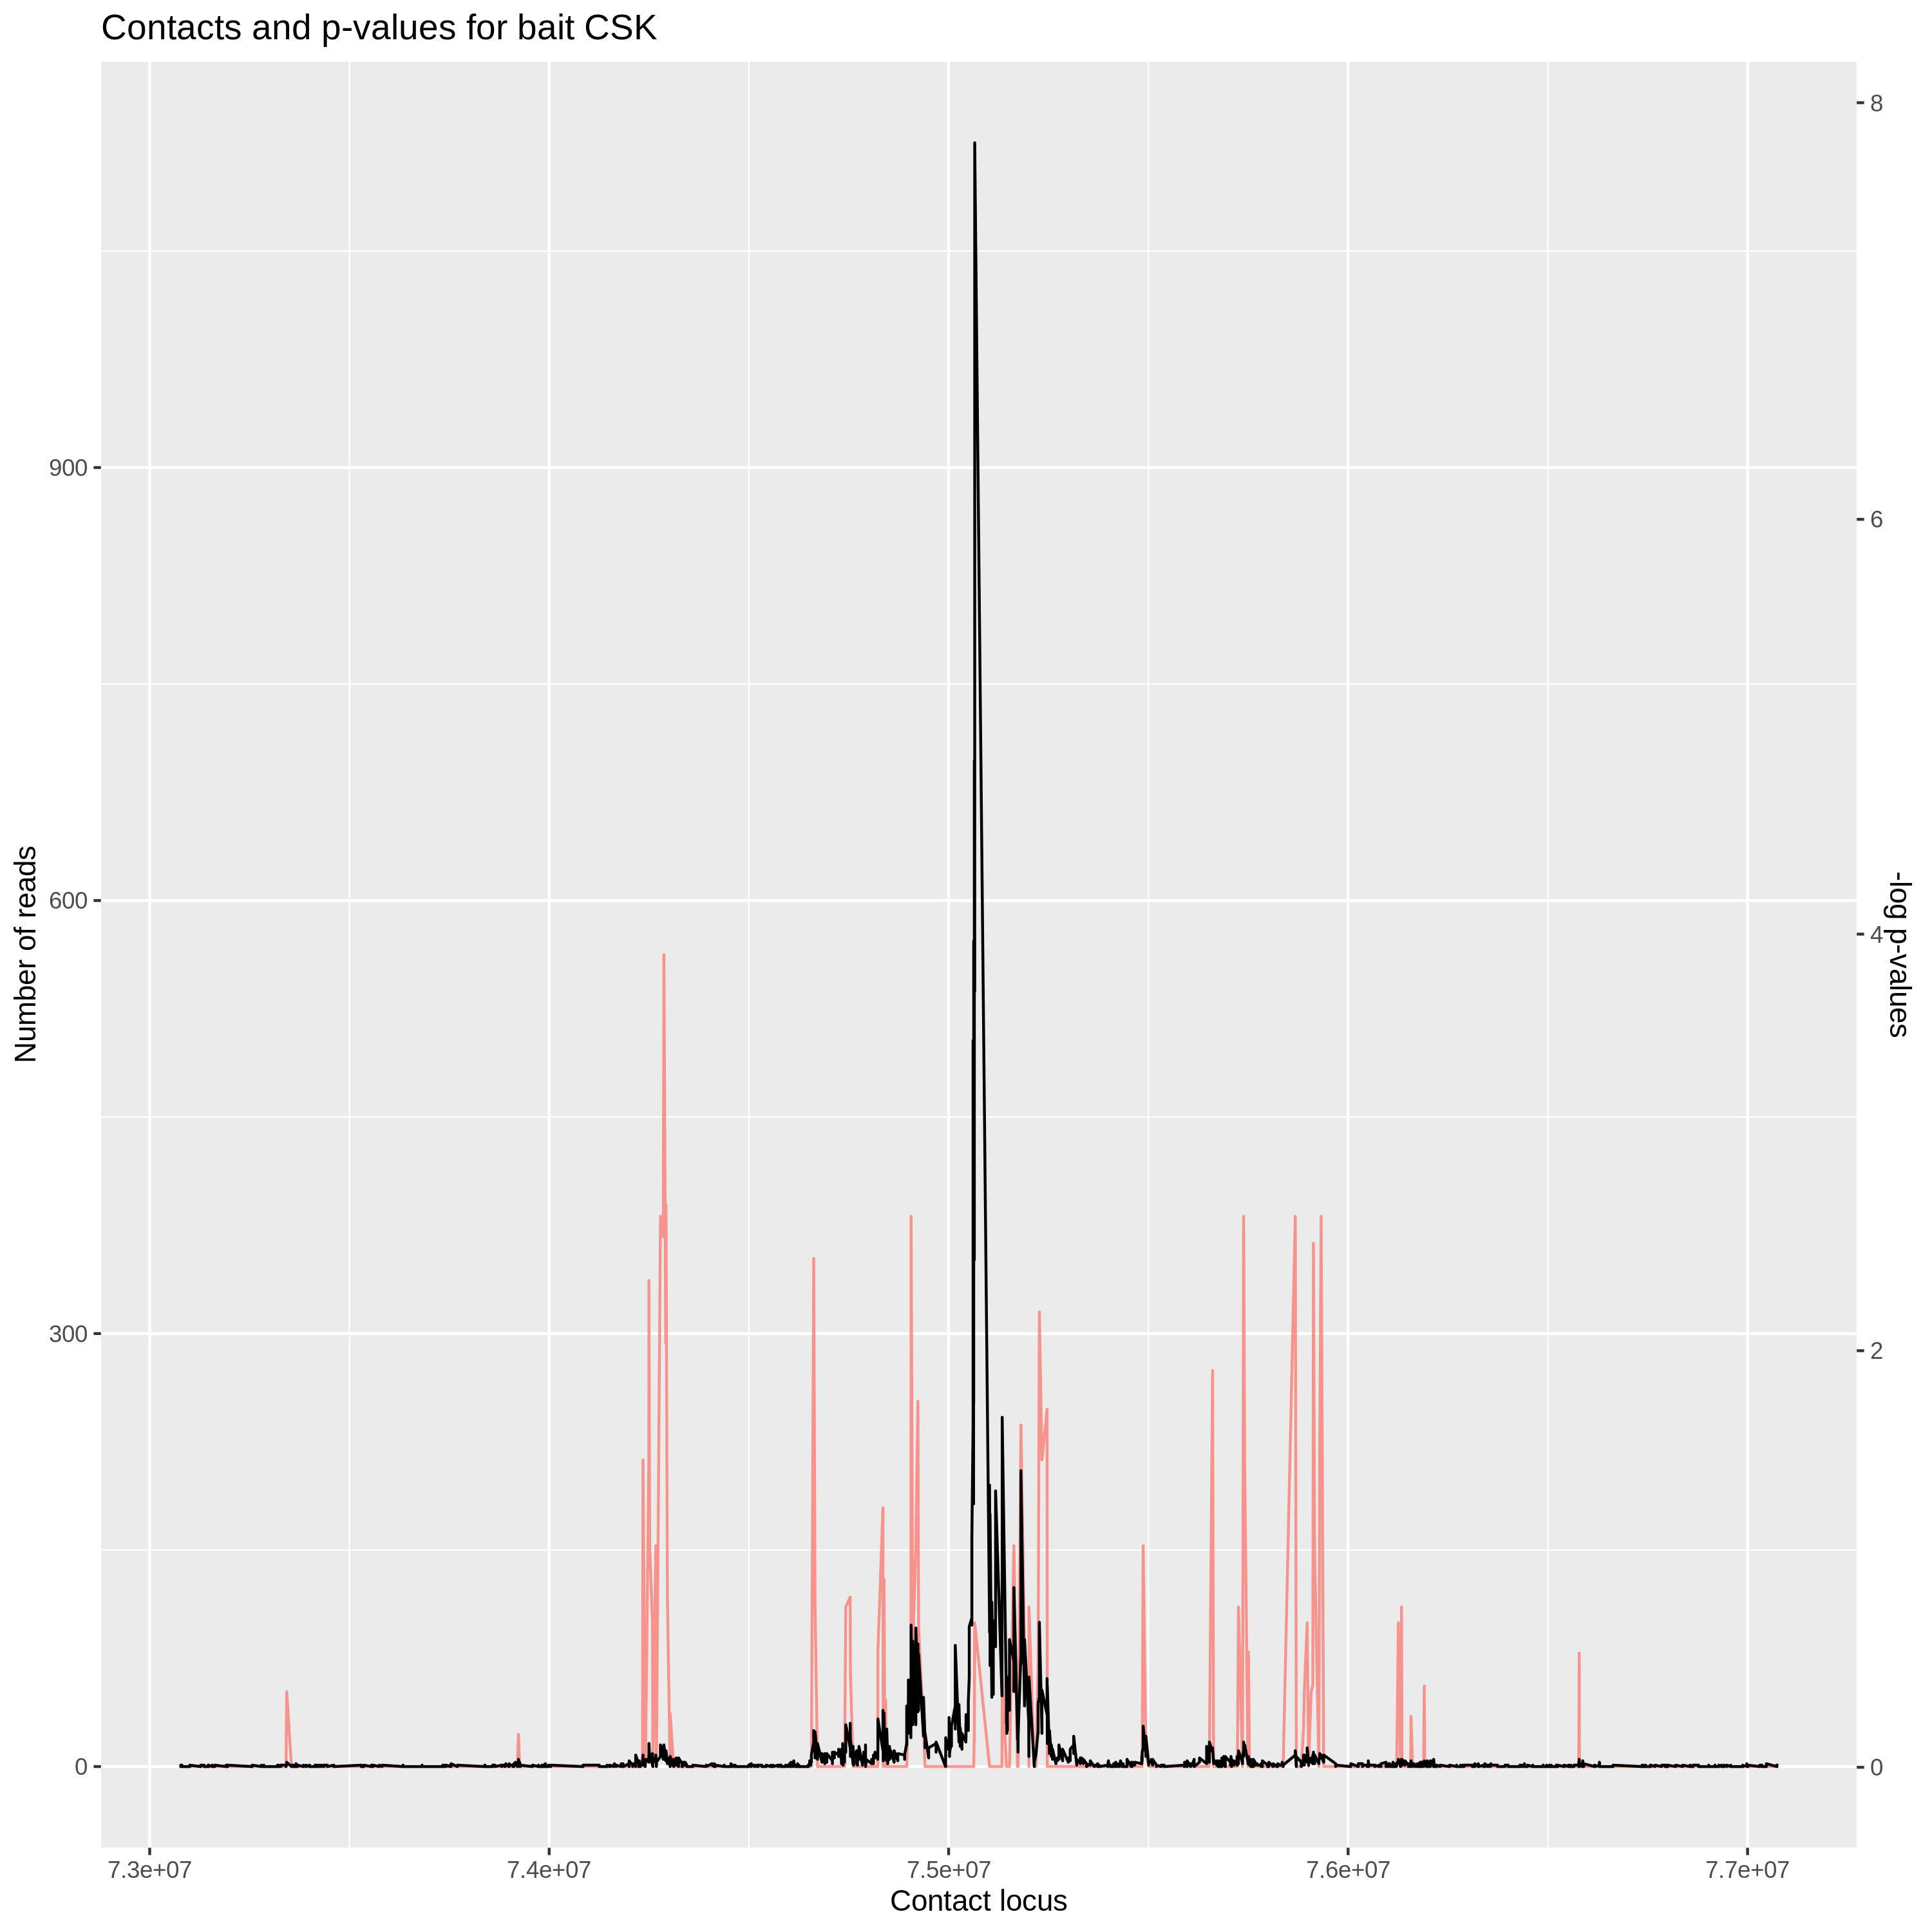 Contacts and p-values for bait CSK
8
900
6
600
4
Number of reads
-log p-values
300
2
0
0
7.3e+07
7.4e+07
7.5e+07
7.6e+07
7.7e+07
Contact locus